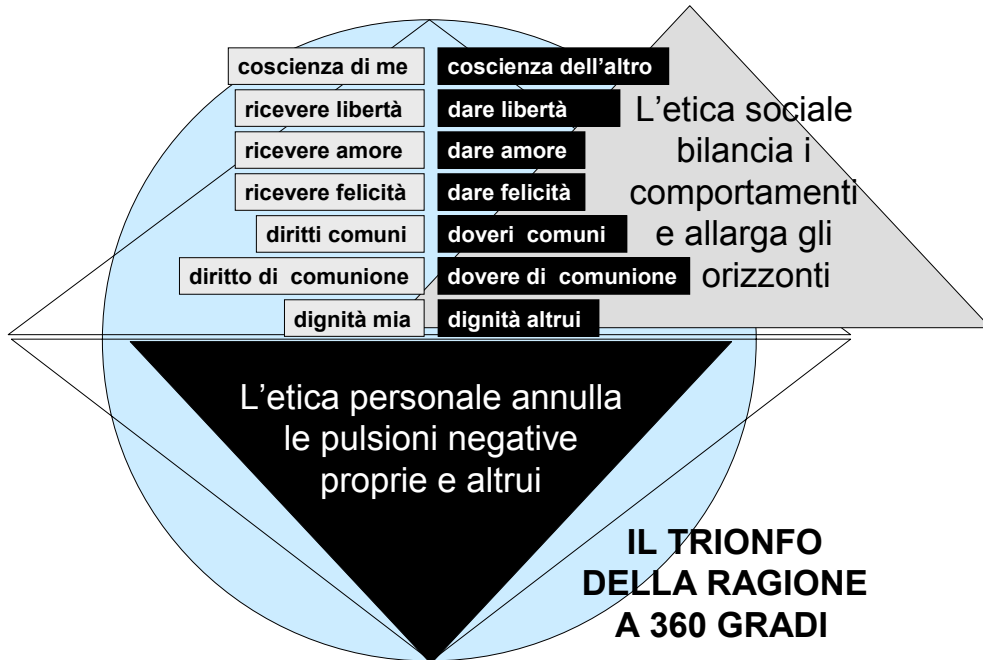 coscienza di me coscienza dell'altro
ricevere libertà dare libertà
ricevere amore dare amore
ricevere felicità dare felicità
diritti comuni doveri comuni
diritto di comunione dovere di comunione
dignità mia dignità altrui
L'etica sociale
bilancia i
comportamenti
e allarga gli
orizzonti
L'etica personale annulla
le pulsioni negative
proprie e altrui
IL TRIONFO
DELLA RAGIONE
A 360 GRADI